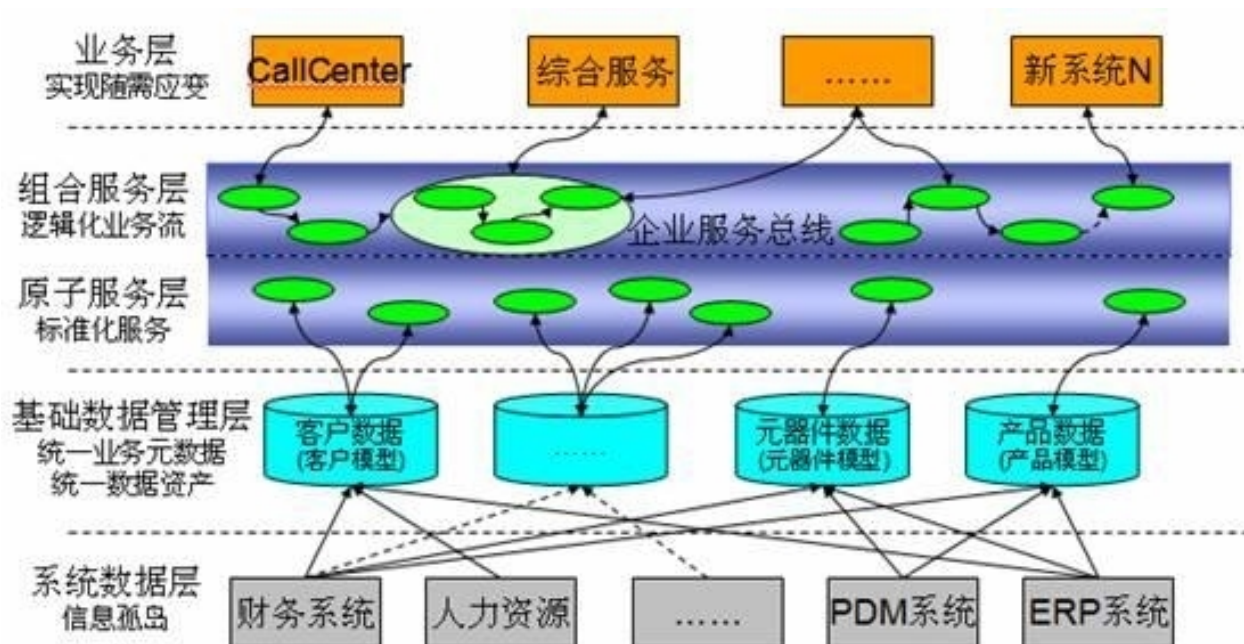 业务层
实现随需应变
CallCenter
综合服务
……
新系统N
组合服务层
逻辑化业务流
企业服务总线
原子服务层
标准化服务
基础数据管理层
统一业务元数据
统一数据资产
客户数据
(客户模型)
……
元器件数据
(元器件模型)
产品数据
(产品模型)
系统数据层
信息孤岛
财务系统
人力资源
……
PDM系统
ERP系统